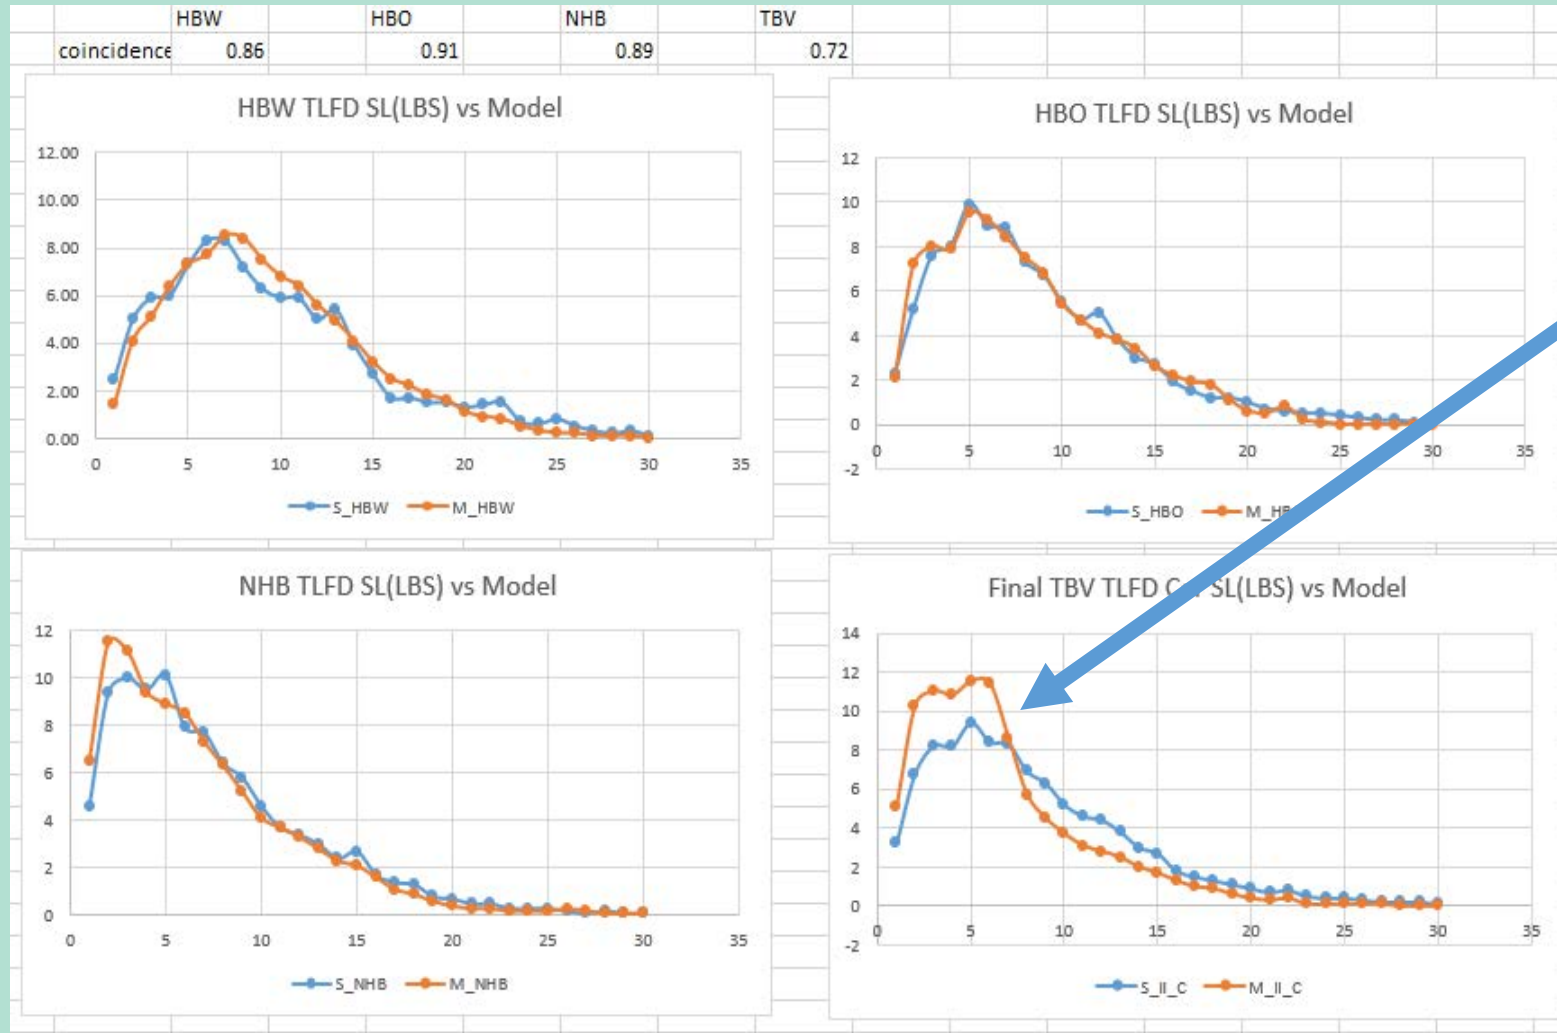 HBW HBO NHB TBV
coincidence 0.86 0.91 0.89 0.72
HBW TLFD SL(LBS) vs Model
12.00
10.00
8.00
6.00
4.00
2.00
0.00
0 5 10 15 20 25 30 35
S_HBW M_HBW
HBO TLFD SL(LBS) vs Model
12
10
8
6
4
2
0
-2
0 5 10 15 20 25 30 35
S_HBO
NHB TLFD SL(LBS) vs Model
12
10
8
6
4
2
0
0 5 10 15 20 25 30 35
S_NHB M_NHB
Final TBV TLFD SL(LBS) vs Model
14
12
10
8
6
4
2
0
-2
0 5 10 15 20 25 30 35
S_II_C M_II_C